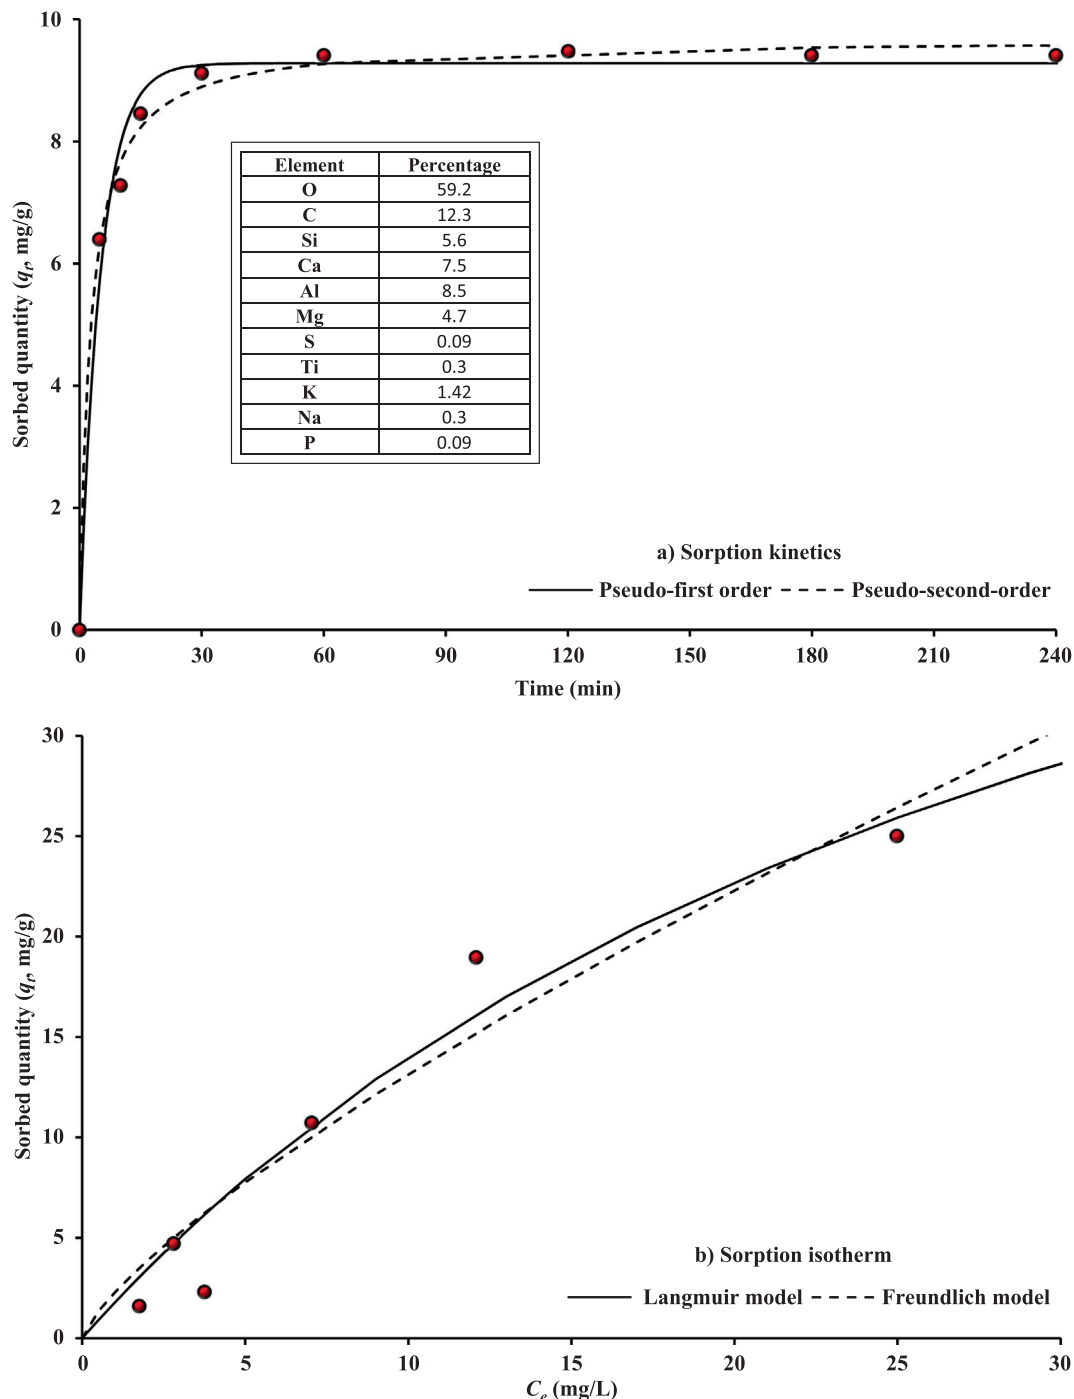 10
8
6
4
2
0
Sorbed quantity (qt, mg/g)
Element Percentage
O 59.2
C 12.3
Si 5.6
Ca 7.5
Al 8.5
Mg 4.7
S 0.09
Ti 0.3
K 1.42
Na 0.3
P 0.09
a) Sorption kinetics
Pseudo-first order Pseudo-second-order
0 30 60 90 120 150 180 210 240
Time (min)
30
25
20
15
10
5
0
Sorbed quantity (qt, mg/g)
b) Sorption isotherm
Langmuir model Freundlich model
0 5 10 15 20 25 30
Ce (mg/L)